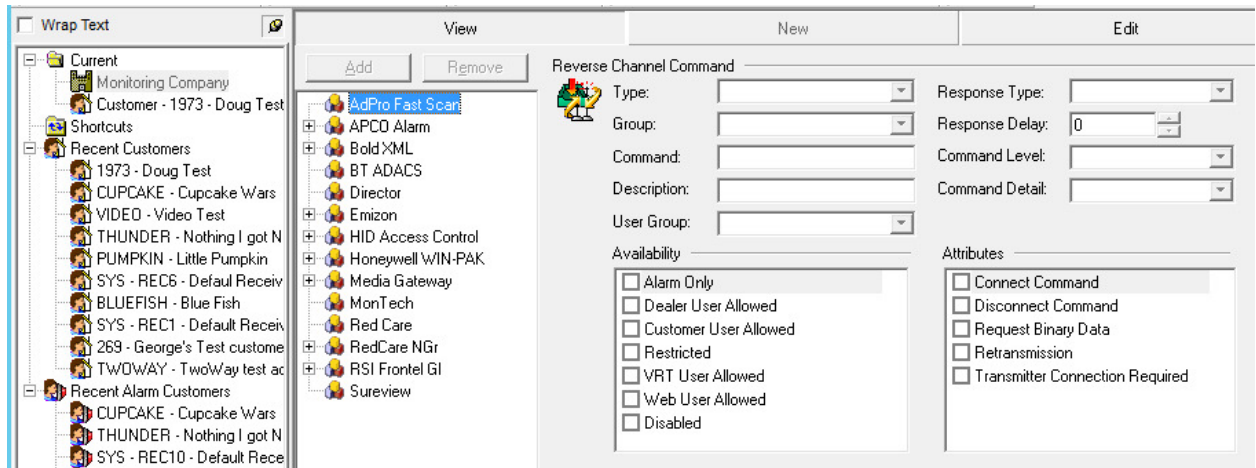 Wrap Text
Current
Monitoring Company
Customer - 1973 - Doug Test
Shortcuts
Recent Customers
1973 - Doug Test
CUPCAKE - Cupcake Wars
VIDEO - Video Test
THUNDER - Nothing I got N
PUMPKIN - Little Pumpkin
SYS - REC6 - Defaul Receiv
BLUEFISH - Blue Fish
SYS - REC1 - Default Receiv
269 - George's Test custome
TWOWAY - TwoWay test ac
Recent Alarm Customers
CUPCAKE - Cupcake Wars
THUNDER - Nothing I got N
SYS - REC10 - Default Rece
View New Edit
Add Remove
AdPro Fast Scan
APCO Alarm
Bold XML
BT ADACS
Director
Emizon
HID Access Control
Honeywell WIN-PAK
Media Gateway
MonTech
Red Care
RedCare NGr
RSI Frontel GI
Sureview
Reverse Channel Command
Type:
Group:
Command:
Description:
User Group:
Response Type:
Response Delay: 0
Command Level:
Command Detail:
Availability
Alarm Only
Dealer User Allowed
Customer User Allowed
Restricted
VRT User Allowed
Web User Allowed
Disabled
Attributes
Connect Command
Disconnect Command
Request Binary Data
Retransmission
Transmitter Connection Required